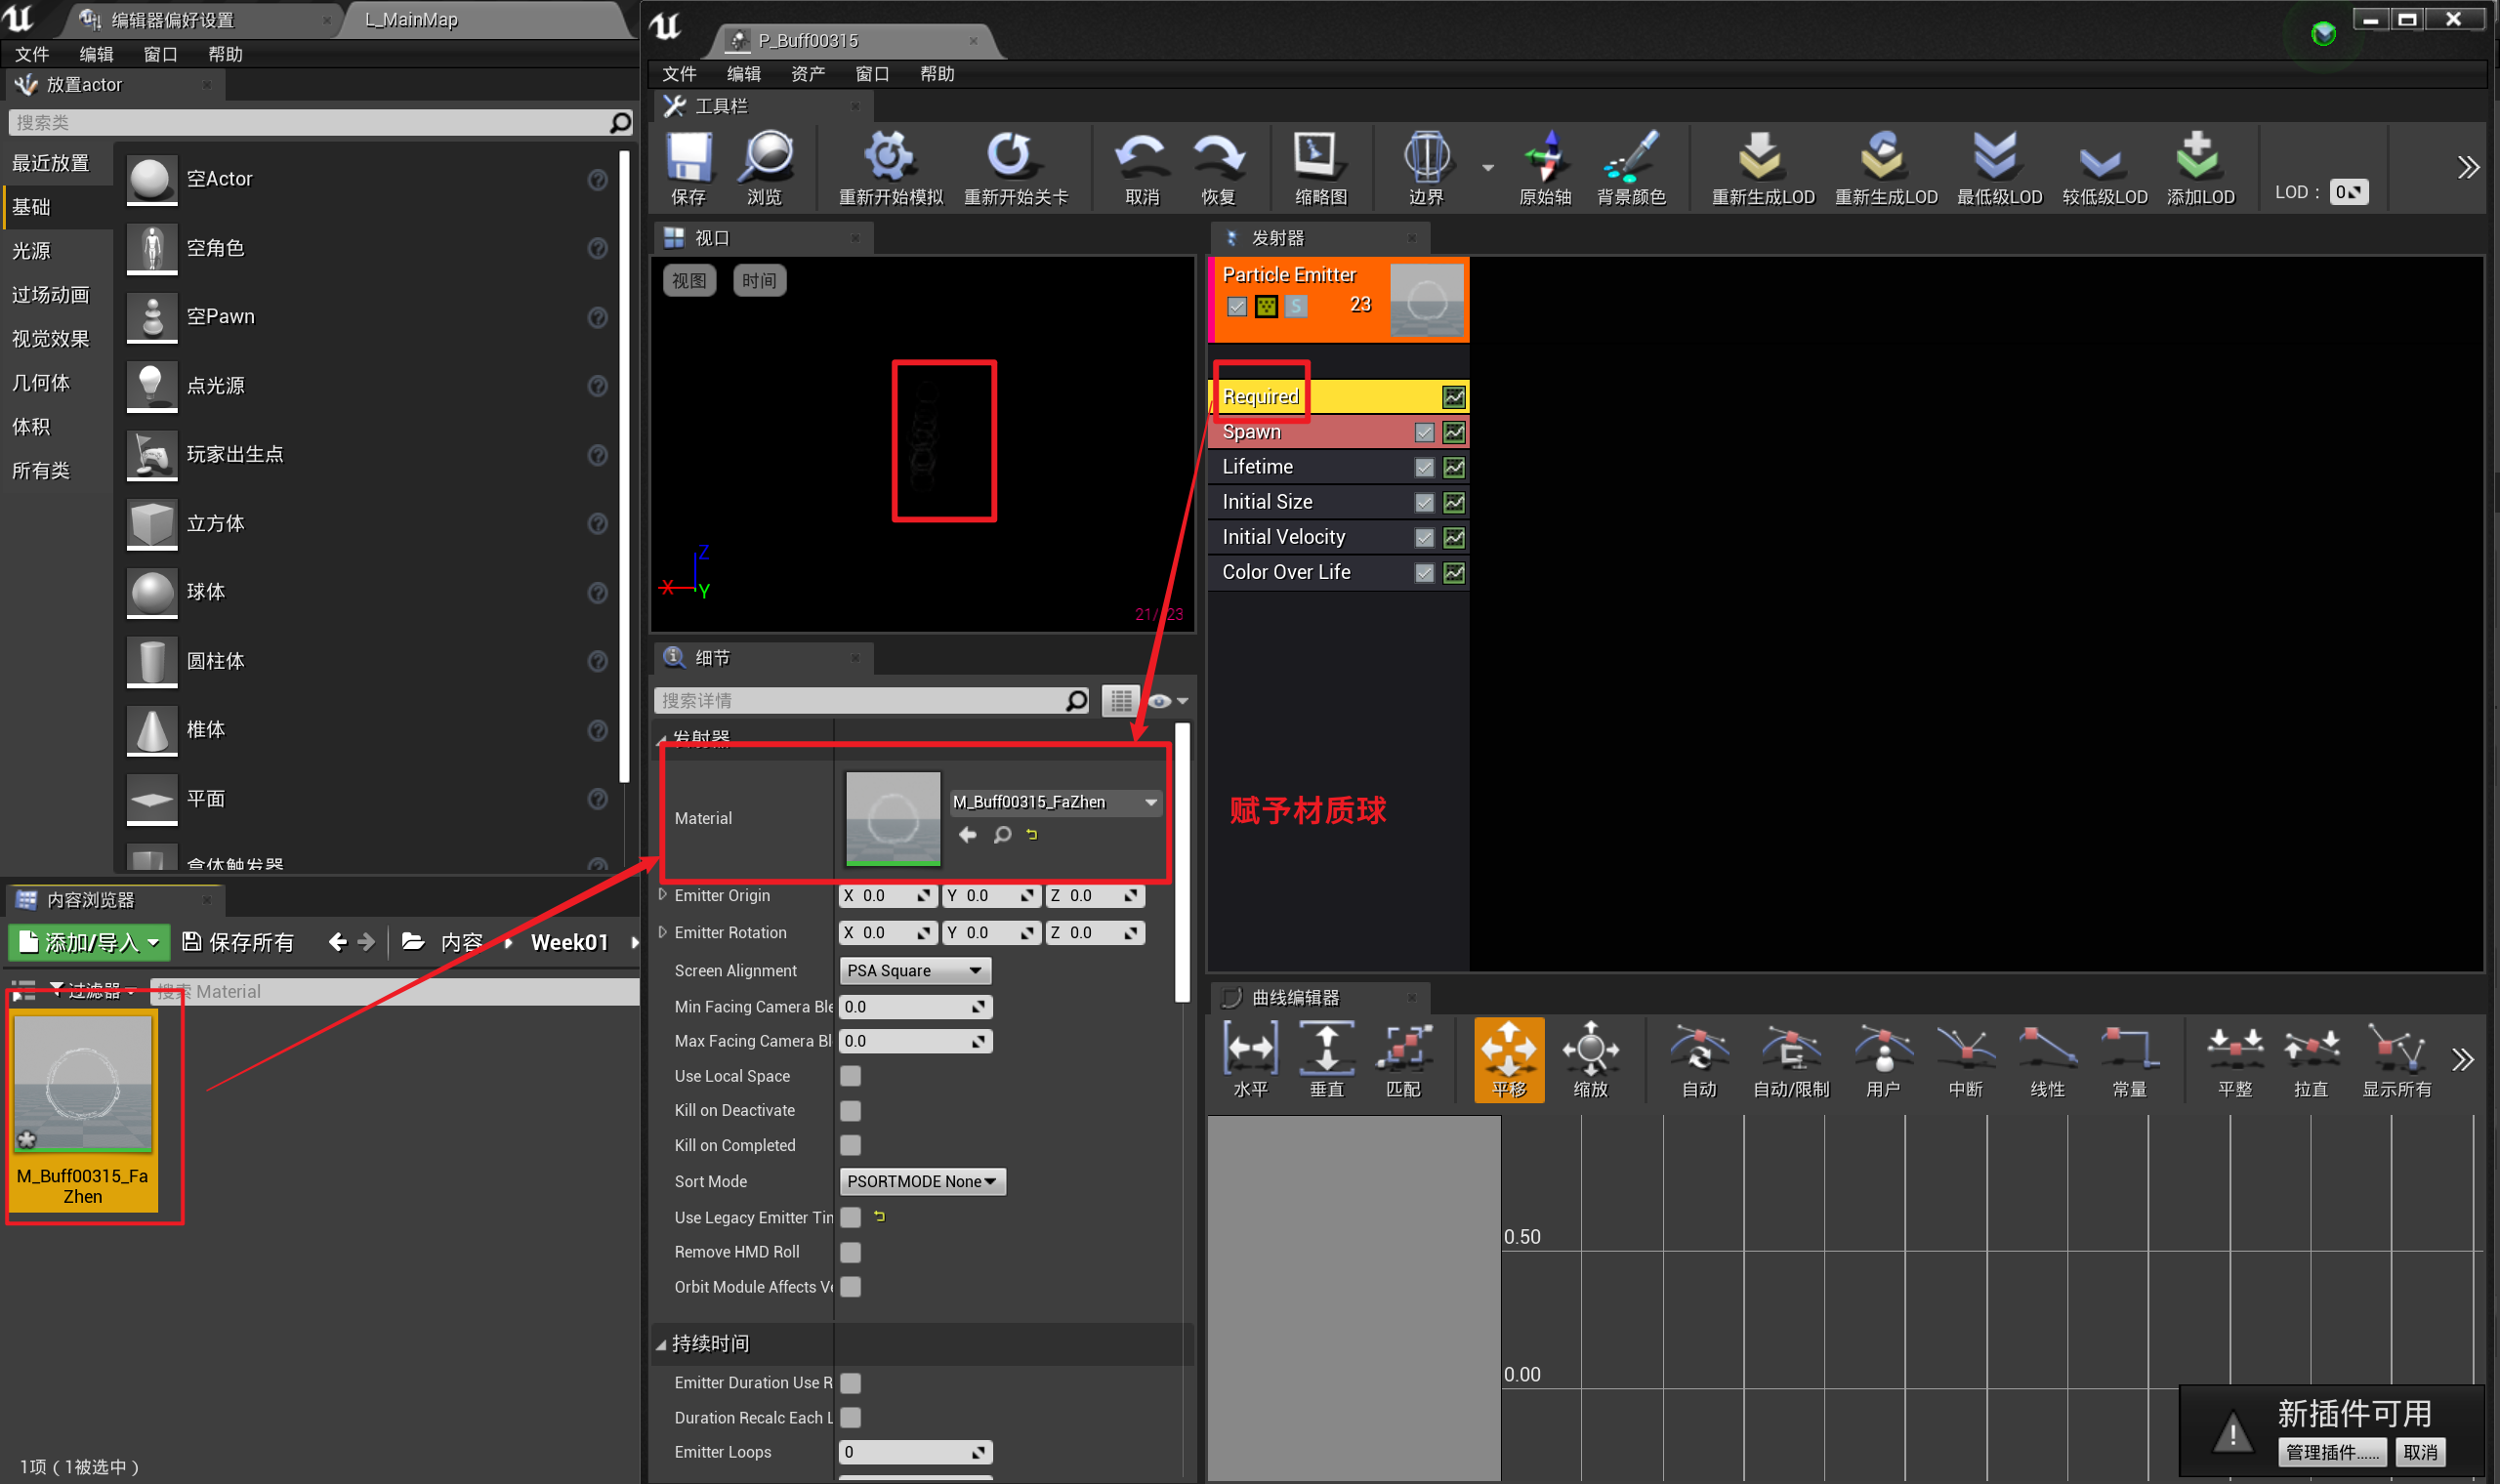 编辑器偏好设置
L_MainMap
文件 编辑 窗口 帮助
放置actor
搜索类
最近放置
基础
光源
过场动画
视觉效果
几何体
体积
所有类
空Actor
空角色
空Pawn
点光源
玩家出生点
立方体
球体
圆柱体
椎体
平面
盒体触发器
内容浏览器
添加/导入
保存所有
内容
Week01
过滤器
搜索 Material
M_Buff00315_Fa
Zhen
1项 ( 1被选中 )
P_Buff00315
文件 编辑 资产 窗口 帮助
工具栏
保存
浏览
重新开始模拟
重新开始关卡
取消
恢复
缩略图
边界
原始轴
背景颜色
重新生成LOD
重新生成LOD
最低级LOD
较低级LOD
添加LOD
LOD : 0
视口
视图
时间
Z
X
Y
21/ 23
细节
搜索详情
发射器
Material
M_Buff00315_FaZhen
Emitter Origin X 0.0 Y 0.0 Z 0.0
Emitter Rotation X 0.0 Y 0.0 Z 0.0
Screen Alignment PSA Square
Min Facing Camera Ble 0.0
Max Facing Camera Bl 0.0
Use Local Space
Kill on Deactivate
Kill on Completed
Sort Mode PSORTMODE None
Use Legacy Emitter Tim
Remove HMD Roll
Orbit Module Affects Ve
持续时间
Emitter Duration Use R
Duration Recalc Each L
Emitter Loops 0
发射器
Particle Emitter
S
23
Required
Spawn
Lifetime
Initial Size
Initial Velocity
Color Over Life
赋予材质球
曲线编辑器
水平
垂直
匹配
平移
缩放
自动
自动/限制
用户
中断
线性
常量
平整
拉直
显示所有
0.50
0.00
新插件可用
管理插件......
取消